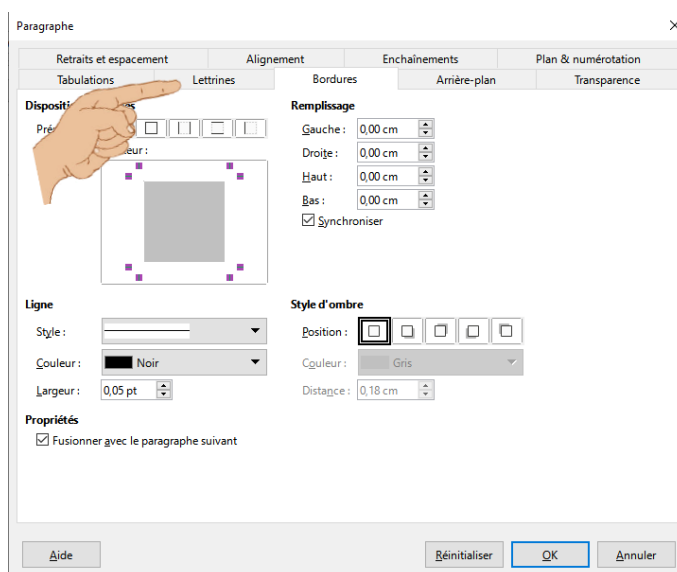 Paragraphe
Retraits et espacement Alignement Enchaînements Plan & numérotation
Tabulations Lettrines Bordures Arrière-plan Transparence
Remplissage
Gauche : 0,00 cm
Droite : 0,00 cm
Haut : 0,00 cm
Bas : 0,00 cm
Synchroniser
Ligne
Style :
Couleur : Noir
Largeur : 0,05 pt
Style d'ombre
Position :
Couleur : Gris
Distance : 0,18 cm
Propriétés
Fusionner avec le paragraphe suivant
Aide Réinitialiser OK Annuler